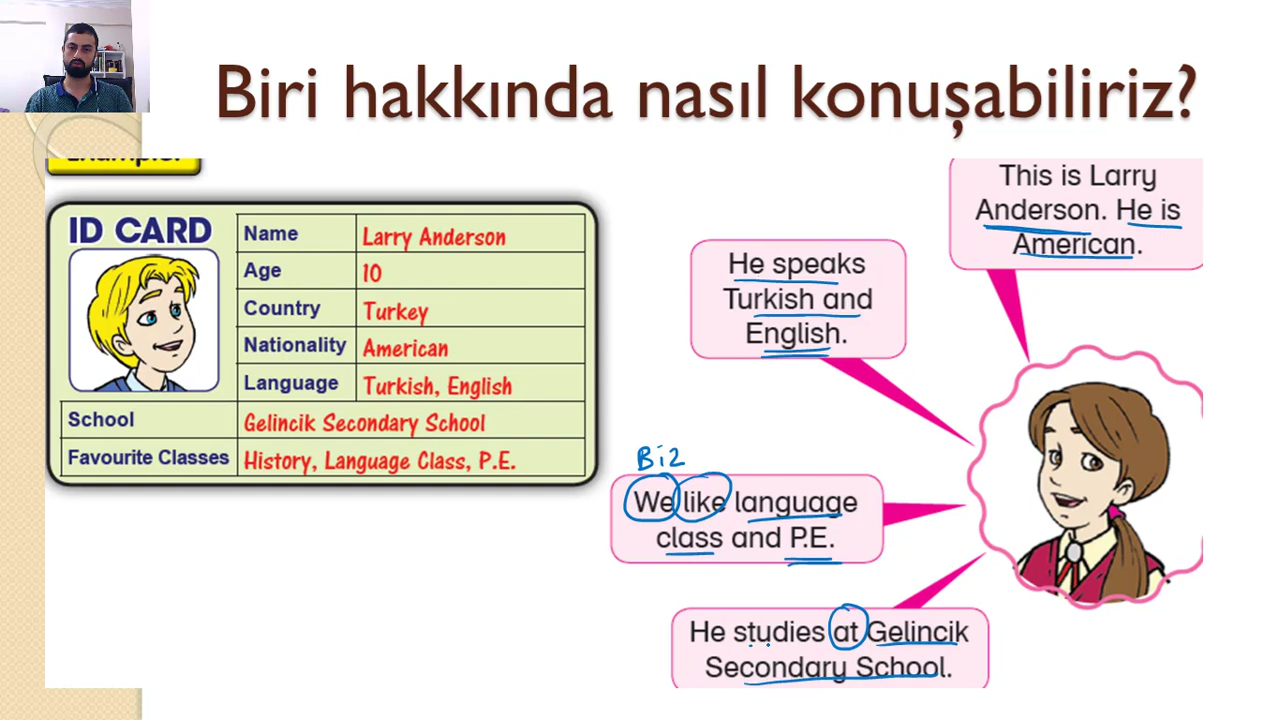 Biri hakkında nasıl konuşabiliriz?
Example:
ID CARD
Name Larry Anderson
Age 10
Country Turkey
Nationality American
Language Turkish, English
School Gelincik Secondary School
Favourite Classes History, Language Class, P.E.
This is Larry
Anderson. He is
American.
He speaks
Turkish and
English.
Biz
We like language
class and P.E.
He studies at Gelincik
Secondary School.